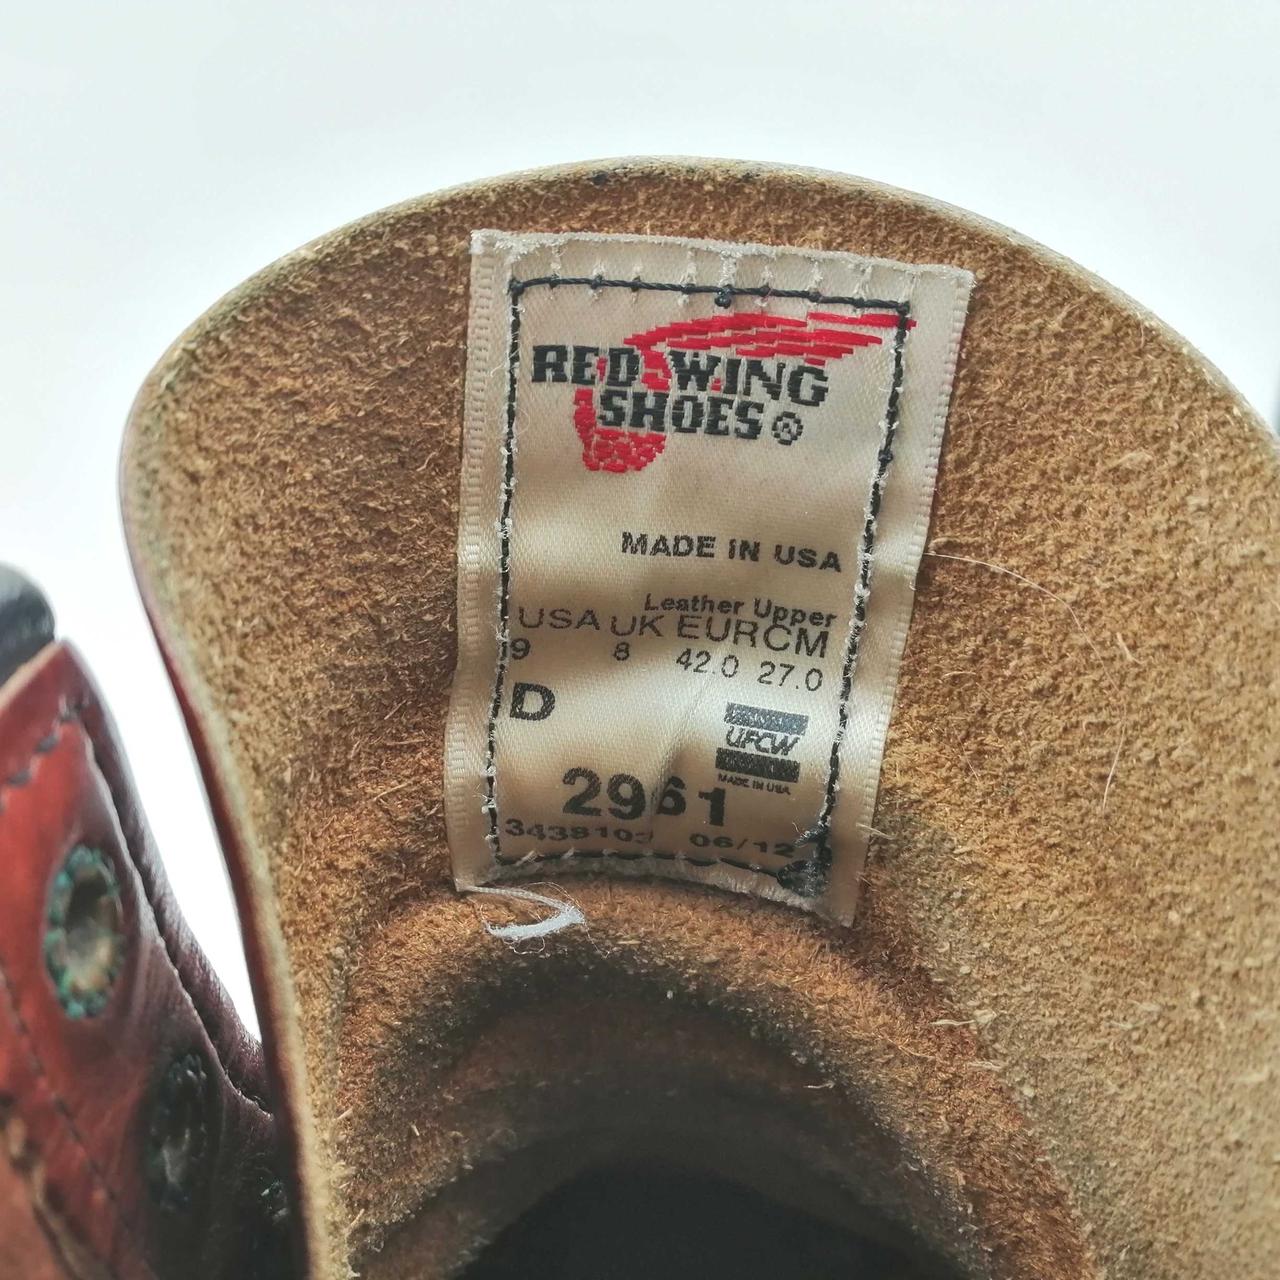 RED WING
SHOES®
MADE IN USA
Leather Upper
USA UK EUR CM
9 8 42.0 27.0
D
UFCW
MADE IN USA
2961
3438103 06/12